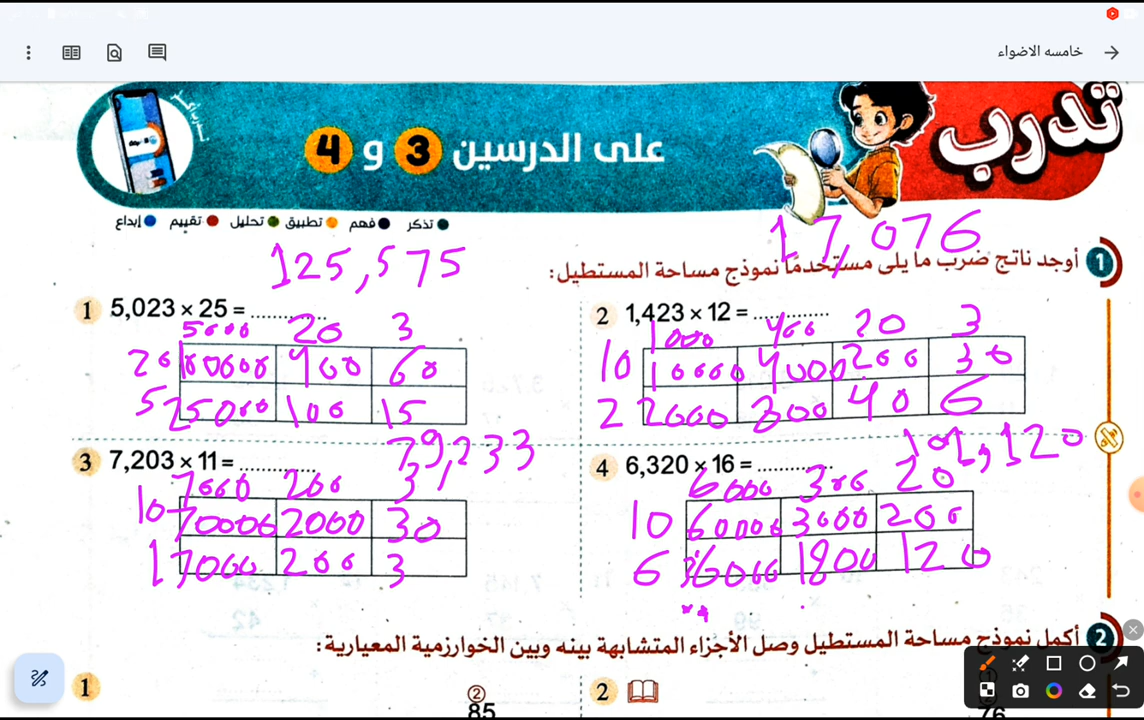 خامسه الاضواء
تدرب
على الدرسين 3 و 4
تذكر فهم تطبيق تحليل تقييم إبداع
17,076
125,575
1 أوجد ناتج ضرب ما يلى مستخدمًا نموذج مساحة المستطيل:
1 5,023 × 25 = ............
5000 20 3
20 100000 400 60
5 25000 100 15
2 1,423 × 12 = ............
1000 400 20 3
10 10000 4000 200 30
2 2000 800 40 6
79,233
3 7,203 × 11 = ............
7000 200 3
10 70000 2000 30
1 7000 200 3
101,120
4 6,320 × 16 = ............
6000 300 20
10 60000 3000 200
6 36000 1800 120
2 أكمل نموذج مساحة المستطيل وصل الأجزاء المتشابهة بينه وبين الخوارزمية المعيارية:
1
2
85
2
76